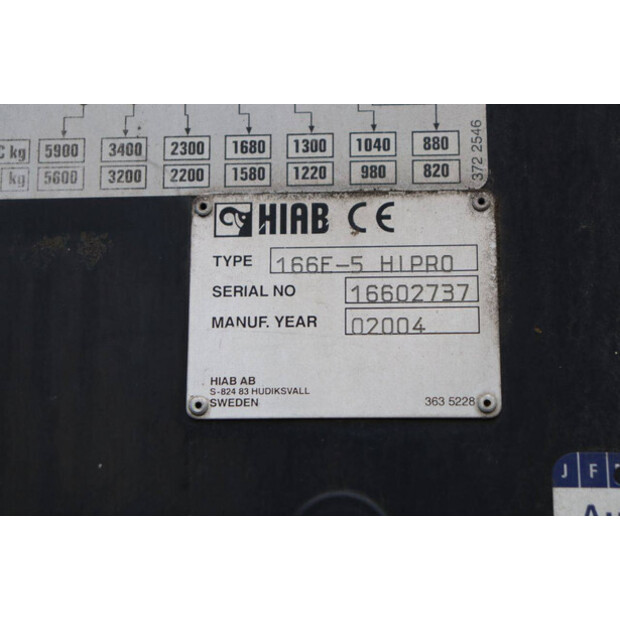 C kg 5900 3400 2300 1680 1300 1040 880
kg 5600 3200 2200 1580 1220 980 820
372 2546
HIAB CE
TYPE 166E-5 HIPRO
SERIAL NO 16602737
MANUF. YEAR 02004
HIAB AB
S-824 83 HUDIKSVALL
SWEDEN 363 5228
J F